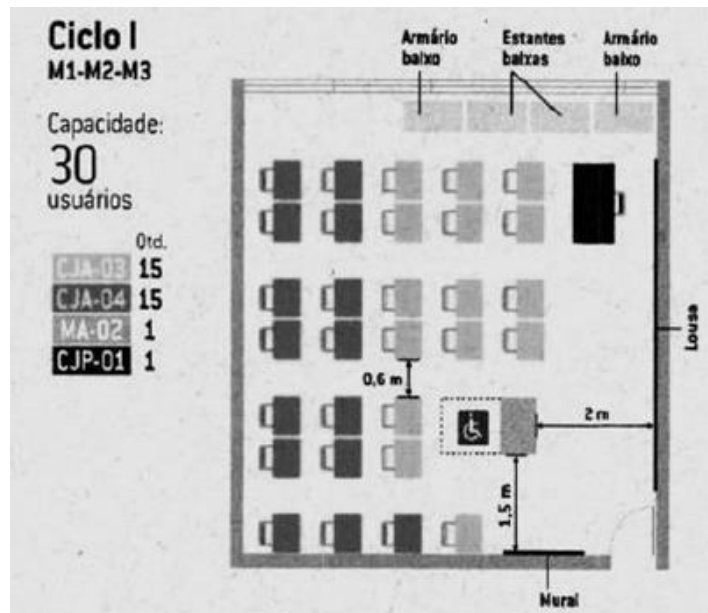 Ciclo I
M1-M2-M3
Capacidade:
30
usuários
Qtd.
CJA-03 15
CJA-04 15
MA-02 1
CJP-01 1
Armário
baixo
Estantes
baixas
Armário
baixo
Lousa
0,6 m
2 m
1,5 m
Mural